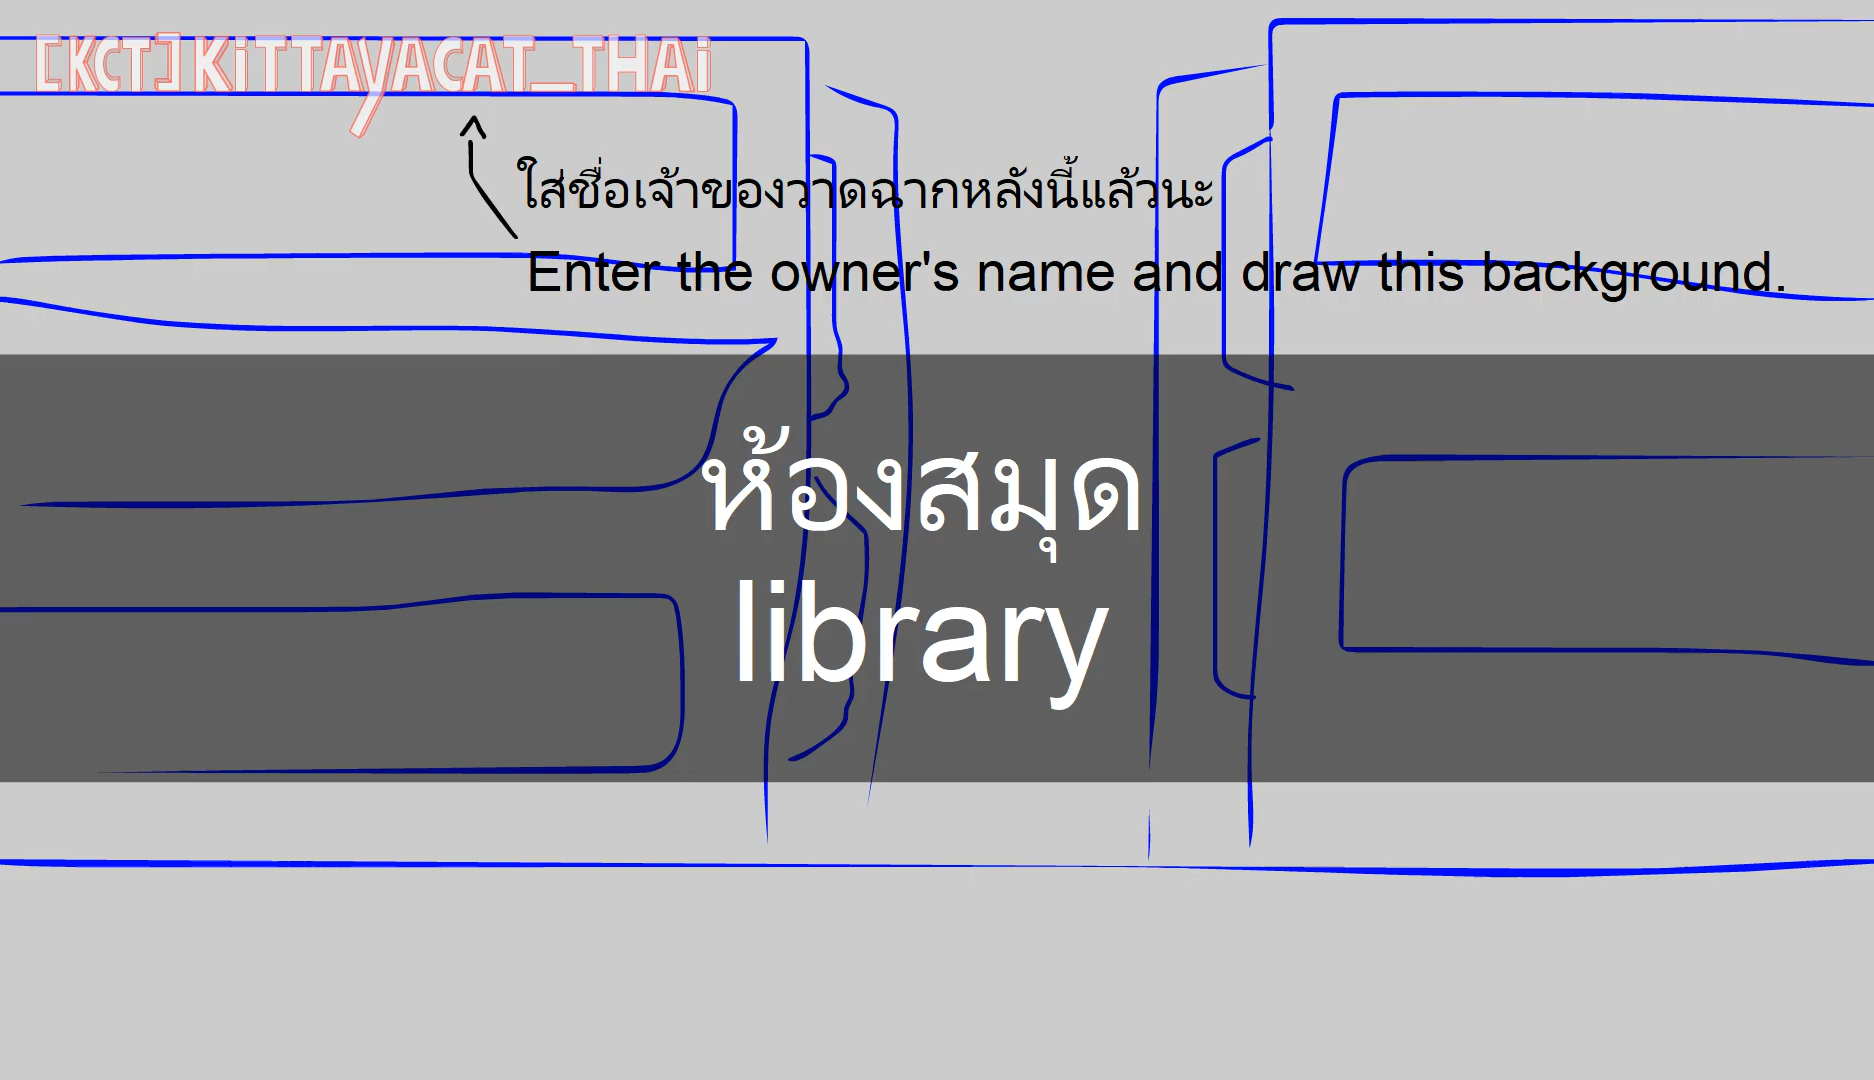 [KCT]KiTTAyACAT_THAi
ใส่ชื่อเจ้าของวาดฉากหลังนี้แล้วนะ
Enter the owner's name and draw this background.
ห้องสมุด
library